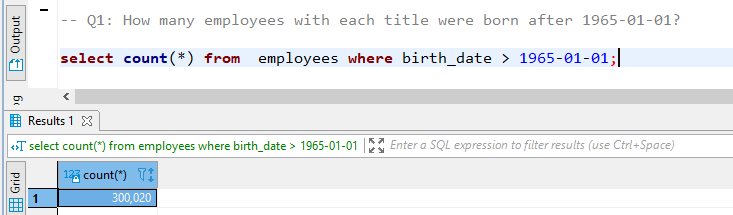 Output
-- Q1: How many employees with each title were born after 1965-01-01?
select count(*) from  employees where birth_date > 1965-01-01;
og
Results 1
select count(*) from employees where birth_date > 1965-01-01
Enter a SQL expression to filter results (use Ctrl+Space)
Grid
123 count(*)
1 300,020